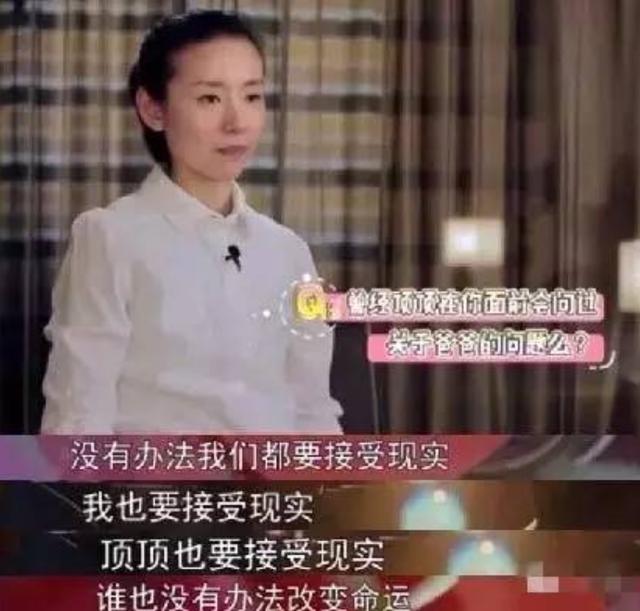 曾经顶顶在你面前会问过
关于爸爸的问题么？
没有办法我们都要接受现实
我也要接受现实
顶顶也要接受现实
谁也没有办法改变命运